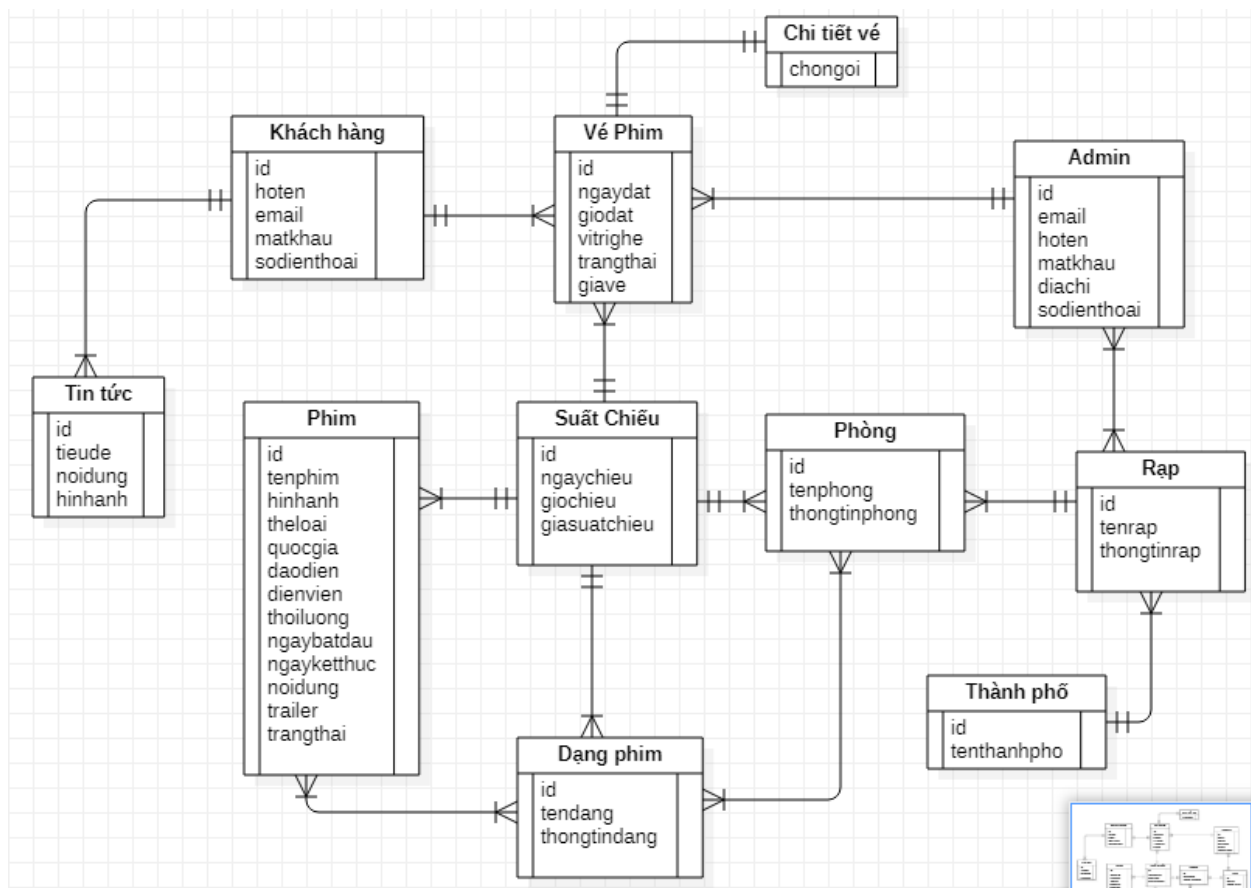 Chi tiết vé
chongoi
Khách hàng
id
hoten
email
matkhau
sodienthoai
Vé Phim
id
ngaydat
giodat
vitrighe
trangthai
giave
Admin
id
email
hoten
matkhau
diachi
sodienthoai
Tin tức
id
tieude
noidung
hinhanh
Phim
id
tenphim
hinhanh
theloai
quocgia
daodien
dienvien
thoiluong
ngaybatdau
ngayketthuc
noidung
trailer
trangthai
Suất Chiếu
id
ngaychieu
giochieu
giasuatchieu
Phòng
id
tenphong
thongtinphong
Rạp
id
tenrap
thongtinrap
Thành phố
id
tenthanhpho
Dạng phim
id
tendang
thongtindang